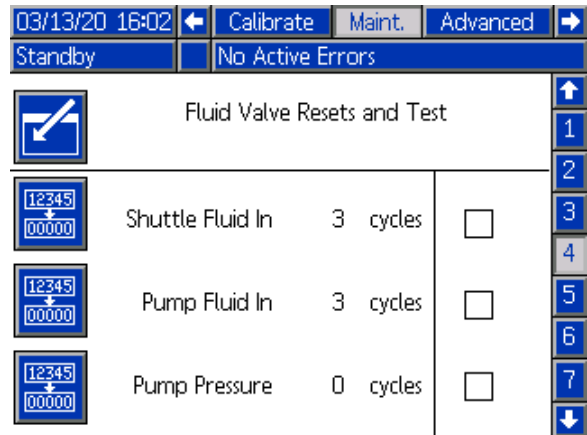 03/13/20 16:02 Calibrate Maint. Advanced
Standby No Active Errors
Fluid Valve Resets and Test
1
2
12345
00000
Shuttle Fluid In 3 cycles
3
4
12345
00000
Pump Fluid In 3 cycles
5
6
12345
00000
Pump Pressure 0 cycles
7